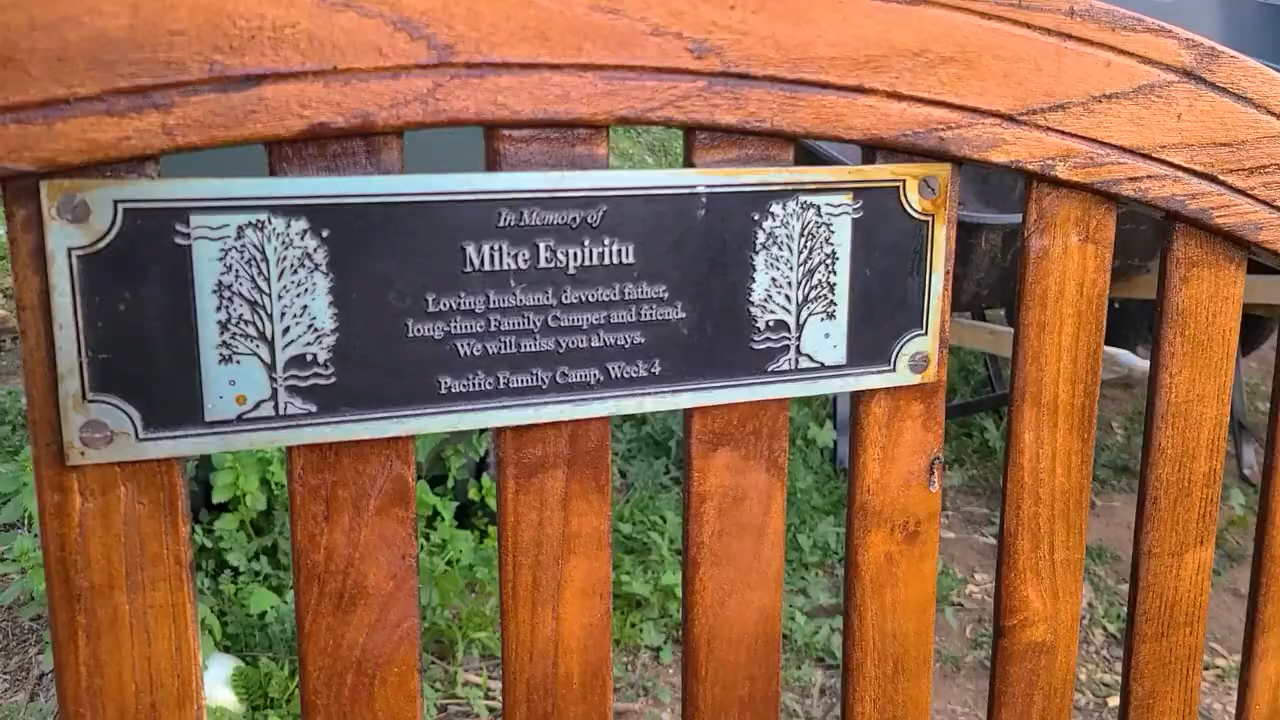 In Memory of
Mike Espiritu
Loving husband, devoted father,
long-time Family Camper and friend.
We will miss you always.
Pacific Family Camp, Week 4